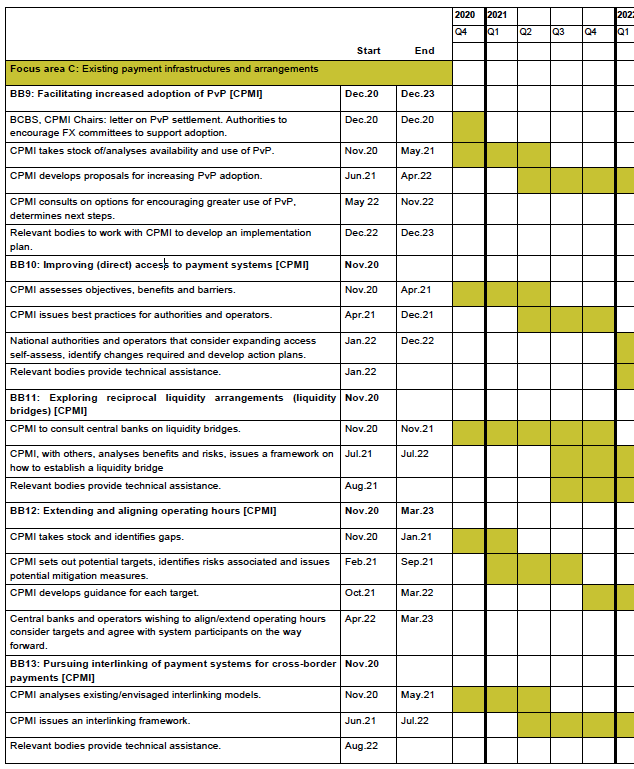 2020 2021 2022
Q4 Q1 Q2 Q3 Q4 Q1
Start End
Focus area C: Existing payment infrastructures and arrangements
BB9: Facilitating increased adoption of PvP [CPMI] Dec.20 Dec.23
BCBS, CPMI Chairs: letter on PvP settlement. Authorities to Dec.20 Dec.20
encourage FX committees to support adoption.
CPMI takes stock of/analyses availability and use of PvP. Nov.20 May.21
CPMI develops proposals for increasing PvP adoption. Jun.21 Apr.22
CPMI consults on options for encouraging greater use of PvP, May 22 Nov.22
determines next steps.
Relevant bodies to work with CPMI to develop an implementation Dec.22 Dec.23
plan.
BB10: Improving (direct) access to payment systems [CPMI] Nov.20
CPMI assesses objectives, benefits and barriers. Nov.20 Apr.21
CPMI issues best practices for authorities and operators. Apr.21 Dec.21
National authorities and operators that consider expanding access Jan.22 Dec.22
self-assess, identify changes required and develop action plans.
Relevant bodies provide technical assistance. Jan.22
BB11: Exploring reciprocal liquidity arrangements (liquidity Nov.20
bridges) [CPMI]
CPMI to consult central banks on liquidity bridges. Nov.20 Nov.21
CPMI, with others, analyses benefits and risks, issues a framework on Jul.21 Jul.22
how to establish a liquidity bridge
Relevant bodies provide technical assistance. Aug.21
BB12: Extending and aligning operating hours [CPMI] Nov.20 Mar.23
CPMI takes stock and identifies gaps. Nov.20 Jan.21
CPMI sets out potential targets, identifies risks associated and issues Feb.21 Sep.21
potential mitigation measures.
CPMI develops guidance for each target. Oct.21 Mar.22
Central banks and operators wishing to align/extend operating hours Apr.22 Mar.23
consider targets and agree with system participants on the way
forward.
BB13: Pursuing interlinking of payment systems for cross-border Nov.20
payments [CPMI]
CPMI analyses existing/envisaged interlinking models. Nov.20 May.21
CPMI issues an interlinking framework. Jun.21 Jul.22
Relevant bodies provide technical assistance. Aug.22